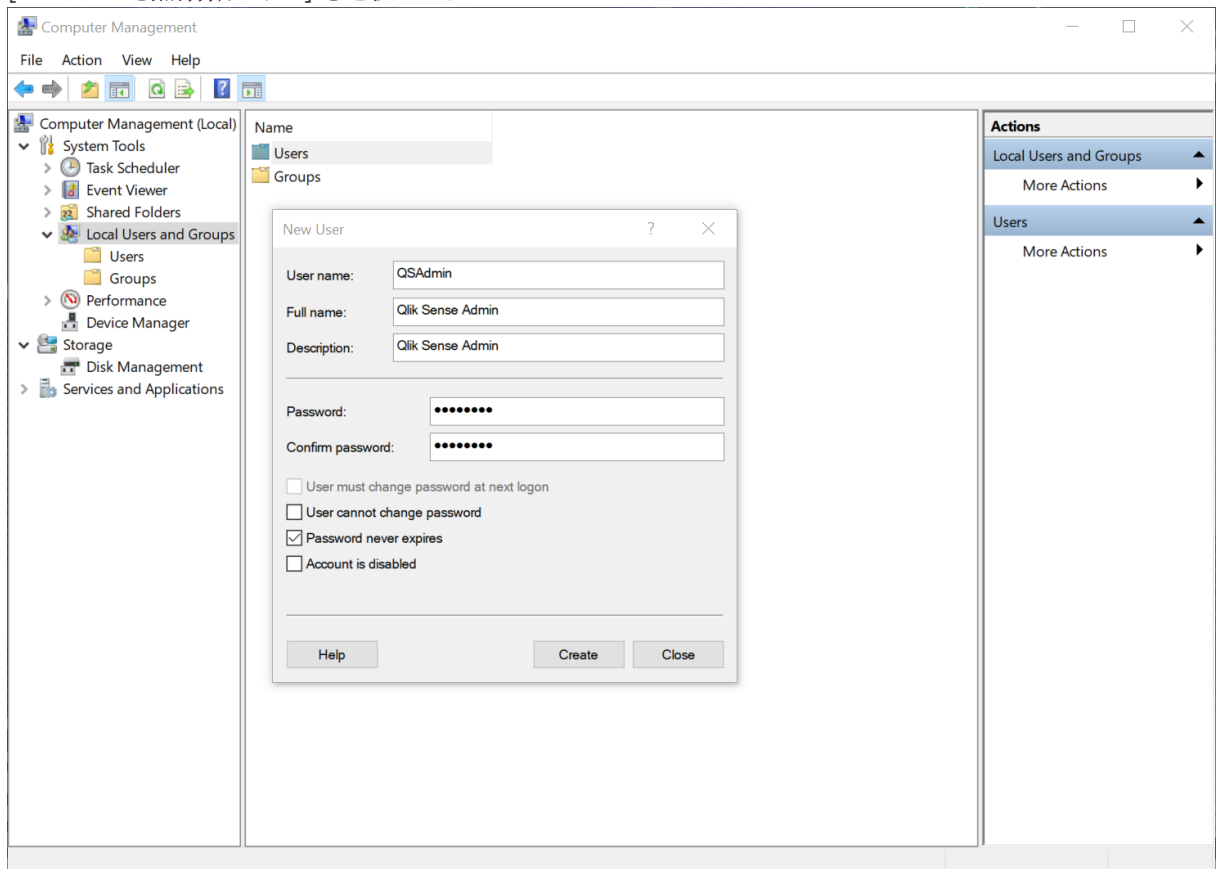 Computer Management
File Action View Help
Computer Management (Local)
System Tools
Task Scheduler
Event Viewer
Shared Folders
Local Users and Groups
Users
Groups
Performance
Device Manager
Storage
Disk Management
Services and Applications
Name
Users
Groups
New User
User name: QSAdmin
Full name: Qlik Sense Admin
Description: Qlik Sense Admin
Password: ●●●●●●●●
Confirm password: ●●●●●●●●
User must change password at next logon
User cannot change password
Password never expires
Account is disabled
Help Create Close
Actions
Local Users and Groups
More Actions
Users
More Actions